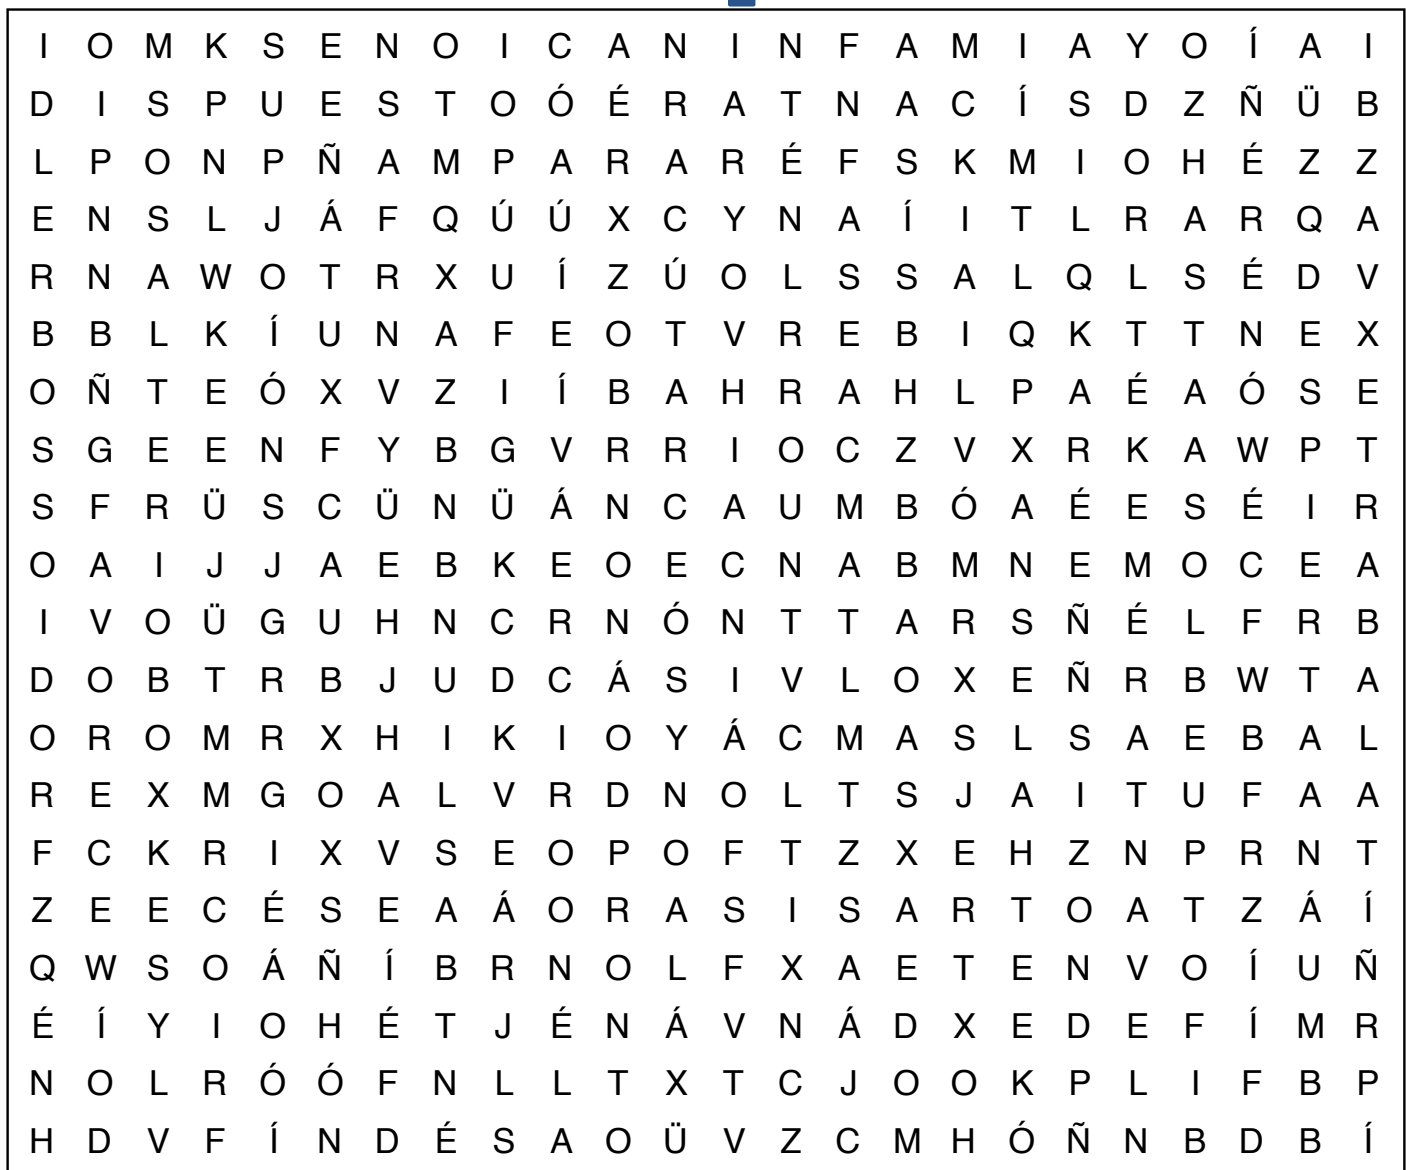 I O M K S E N O I C A N I N F A M I A Y O Í A I
D I S P U E S T O Ó É R A T N A C Í S D Z Ñ Ü B
L P O N P Ñ A M P A R A R É F S K M I O H É Z Z
E N S L J Á F Q Ú Ú X C Y N A Í I T L R A R Q A
R N A W O T R X U Í Z Ú O L S S A L Q L S É D V
B B L K Í U N A F E O T V R E B I Q K T T N E X
O Ñ T E Ó X V Z I Í B A H R A H L P A É A Ó S E
S G E E N F Y B G V R R I O C Z V X R K A W P T
S F R Ü S C Ü N Ü Á N C A U M B Ó A É E S É I R
O A I J J A E B K E O E C N A B M N E M O C E A
I V O Ü G U H N C R N Ó N T T A R S Ñ É L F R B
D O B T R B J U D C Á S I V L O X E Ñ R B W T A
O R O M R X H I K I O Y Á C M A S L S A E B A L
R E X M G O A L V R D N O L T S J A I T U F A A
F C K R I X V S E O P O F T Z X E H Z N P R N T
Z E E C É S E A Á O R A S I S A R T O A T Z Á Í
Q W S O Á Ñ Í B R N O L F X A E T E N V O Í U Ñ
É Í Y I O H É T J É N Á V N Á D X E D E F Í M R
N O L R Ó Ó F N L L T X T C J O O K P L I F B P
H D V F Í N D É S A O Ü V Z C M H Ó Ñ N B D B Í